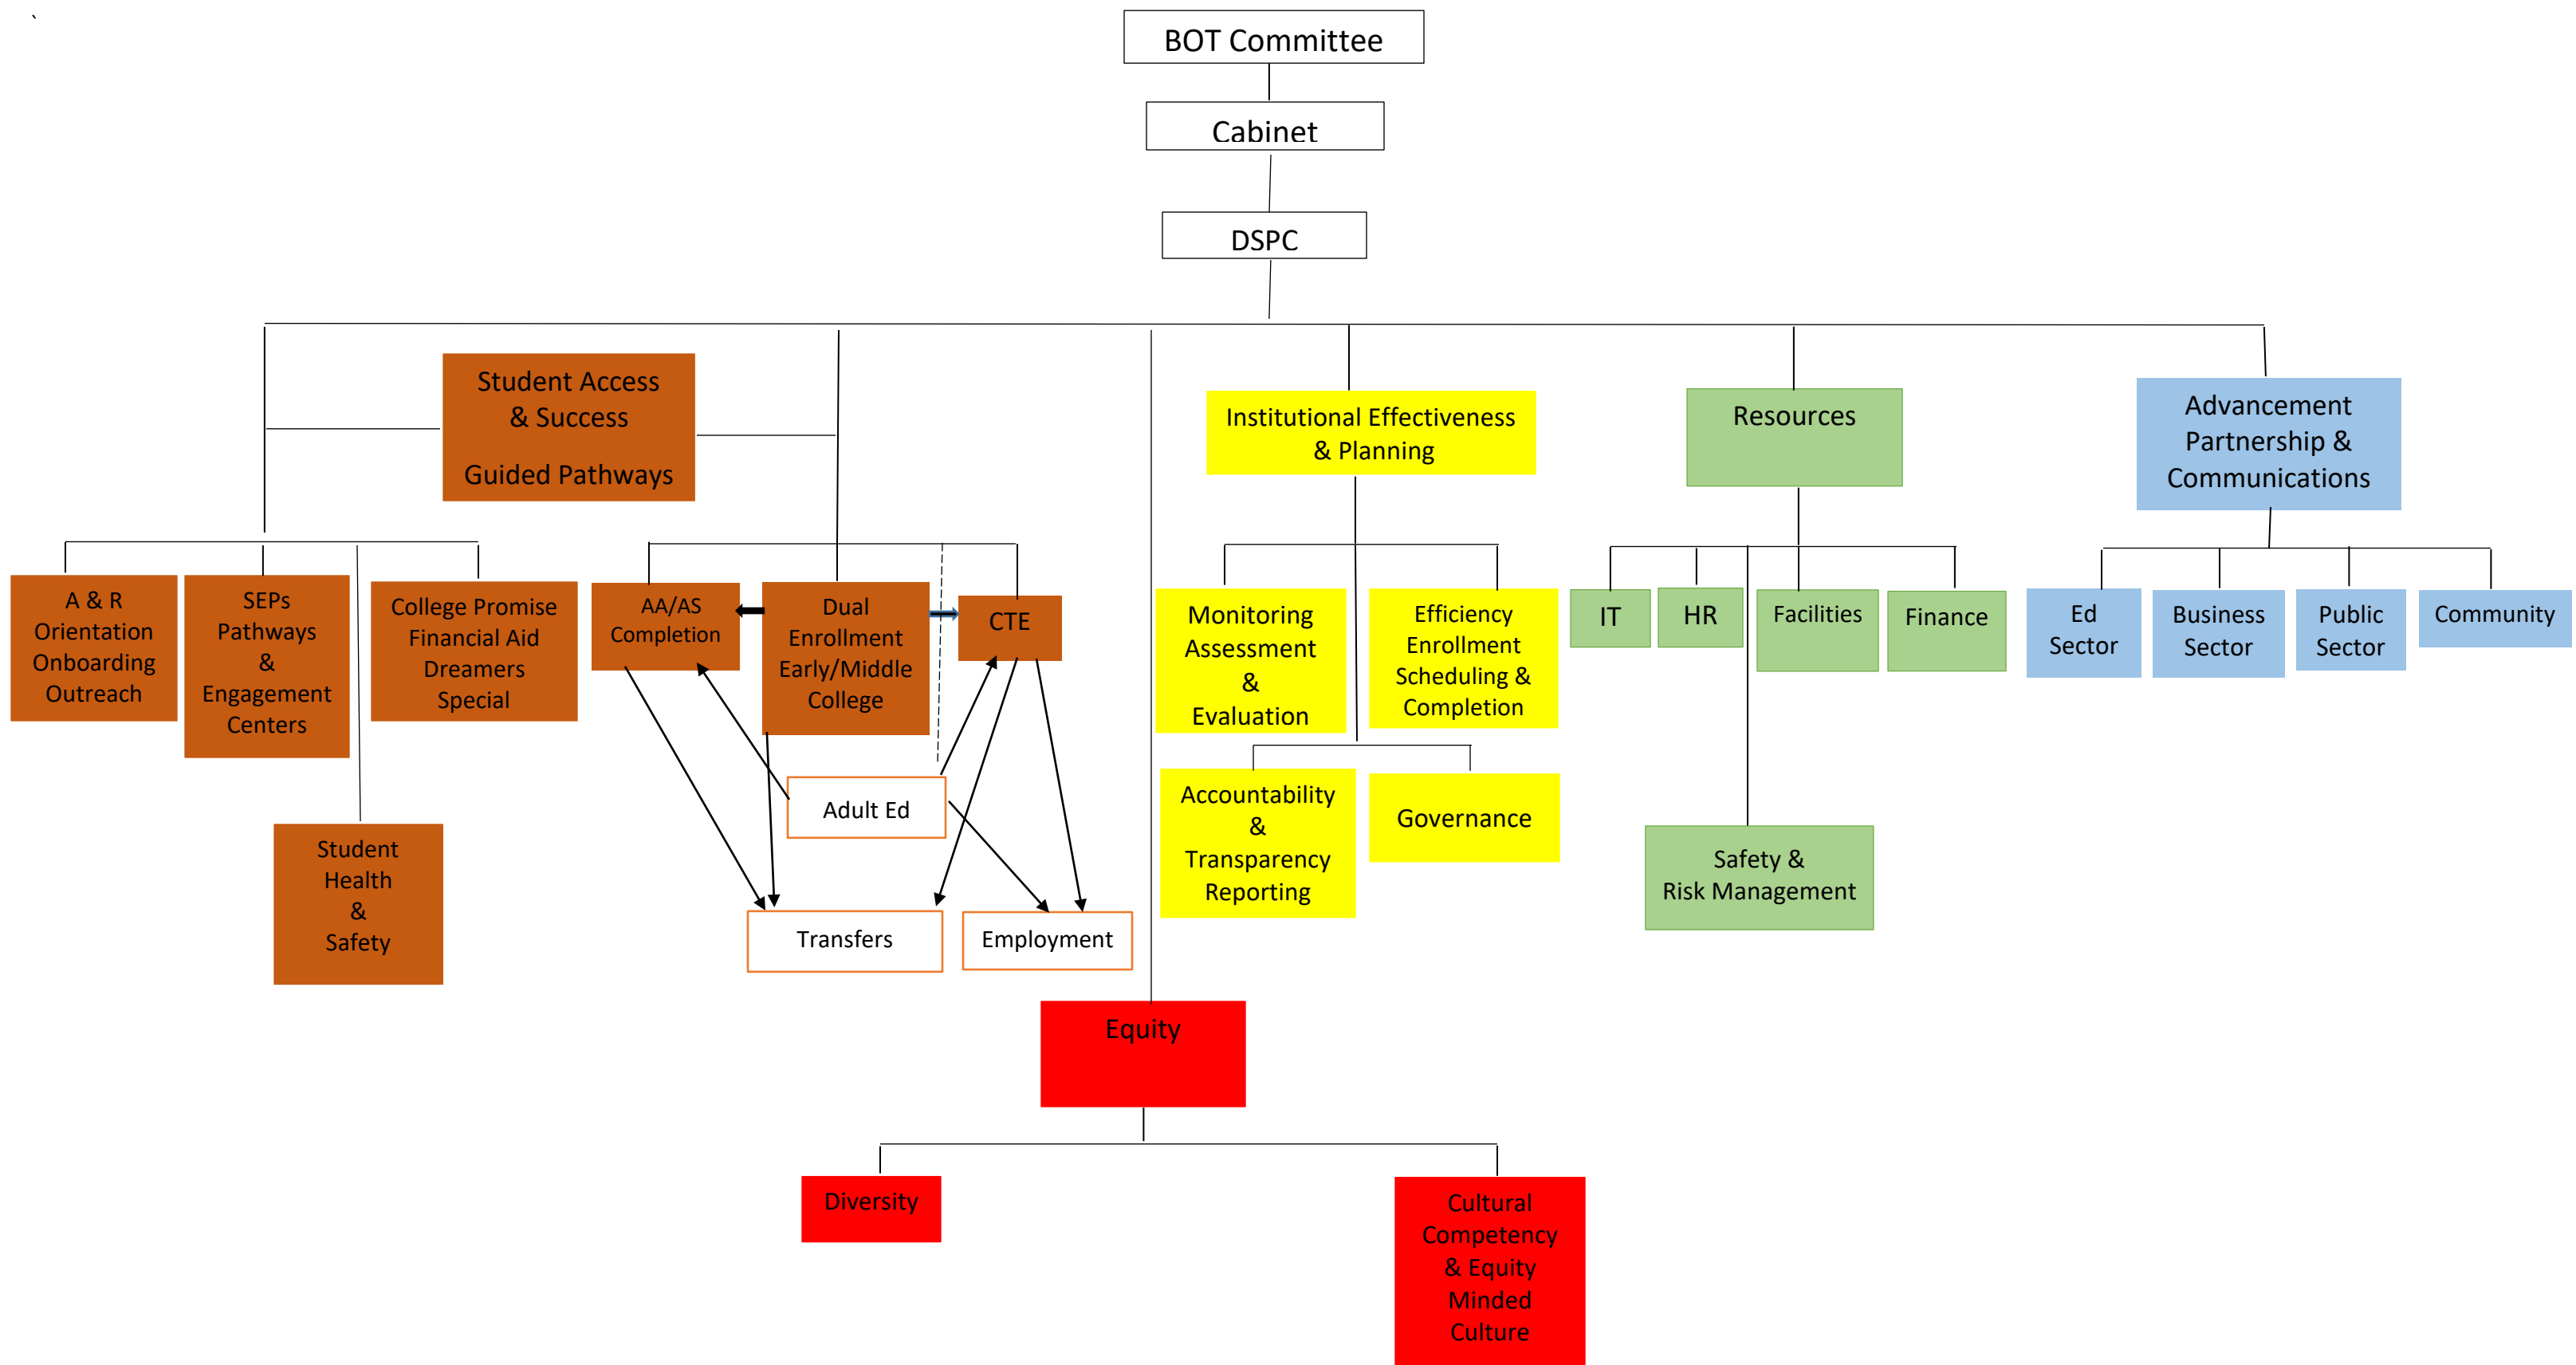 `
BOT Committee
Cabinet
DSPC
Student Access
& Success
Guided Pathways
Institutional Effectiveness
& Planning
Resources
Advancement
Partnership &
Communications
A & R
Orientation
Onboarding
Outreach
SEPs
Pathways
&
Engagement
Centers
College Promise
Financial Aid
Dreamers
Special
AA/AS
Completion
Dual
Enrollment
Early/Middle
College
CTE
Monitoring
Assessment
&
Evaluation
Efficiency
Enrollment
Scheduling &
Completion
IT
HR
Facilities
Finance
Ed
Sector
Business
Sector
Public
Sector
Community
Student
Health
&
Safety
Adult Ed
Accountability
&
Transparency
Reporting
Governance
Safety &
Risk Management
Transfers
Employment
Equity
Diversity
Cultural
Competency
& Equity
Minded
Culture